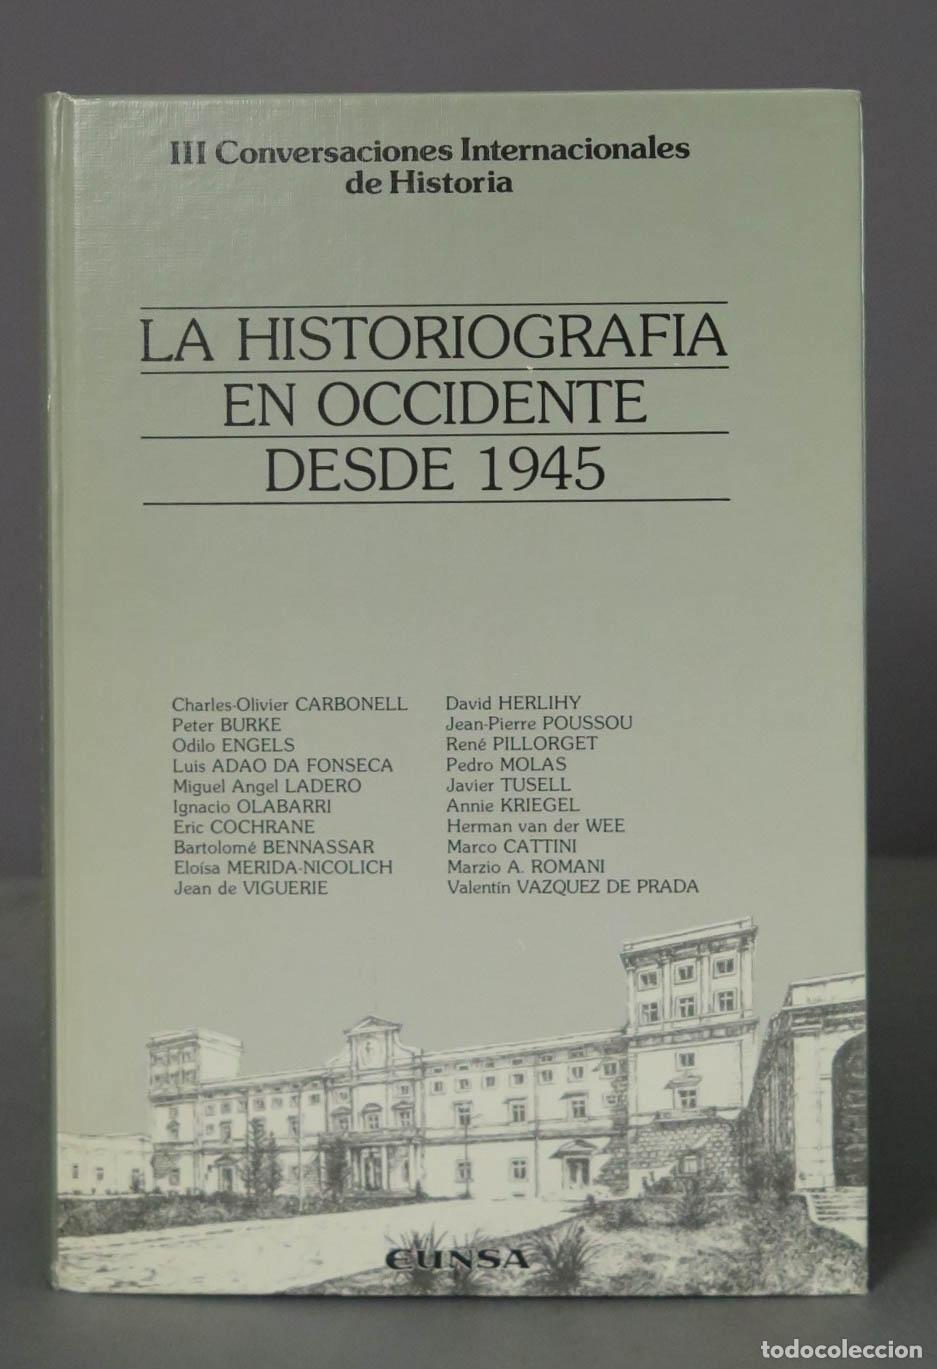 III Conversaciones Internacionales
de Historia
LA HISTORIOGRAFIA
EN OCCIDENTE
DESDE 1945
Charles-Olivier CARBONELL
Peter BURKE
Odilo ENGELS
Luis ADAO DA FONSECA
Miguel Angel LADERO
Ignacio OLABARRI
Eric COCHRANE
Bartolomé BENNASSAR
Eloísa MERIDA-NICOLICH
Jean de VIGUERIE
David HERLIHY
Jean-Pierre POUSSOU
René PILLORGET
Pedro MOLAS
Javier TUSELL
Annie KRIEGEL
Herman van der WEE
Marco CATTINI
Marzio A. ROMANI
Valentín VAZQUEZ DE PRADA
EUNSA
todocoleccion